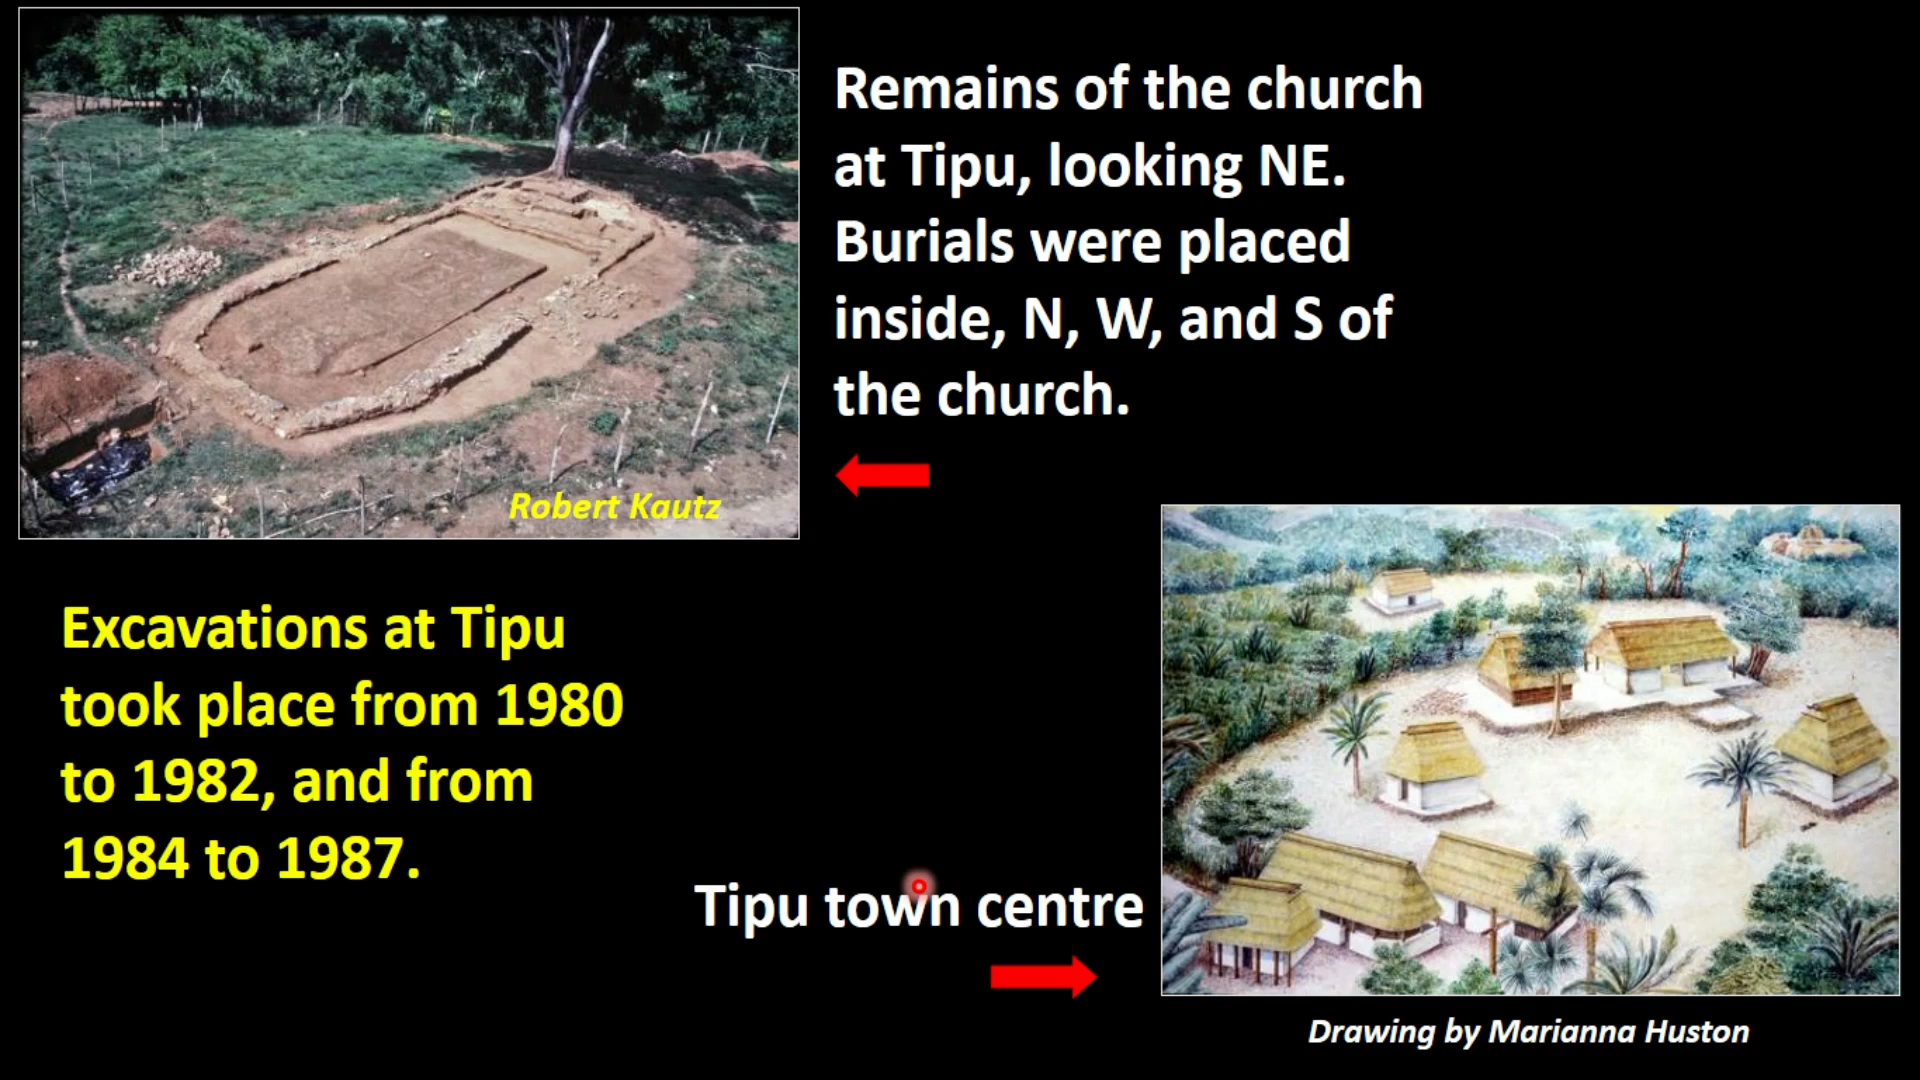 Remains of the church
at Tipu, looking NE.
Burials were placed
inside, N, W, and S of
the church.
Robert Kautz
Excavations at Tipu
took place from 1980
to 1982, and from
1984 to 1987.
Tipu town centre
Drawing by Marianna Huston